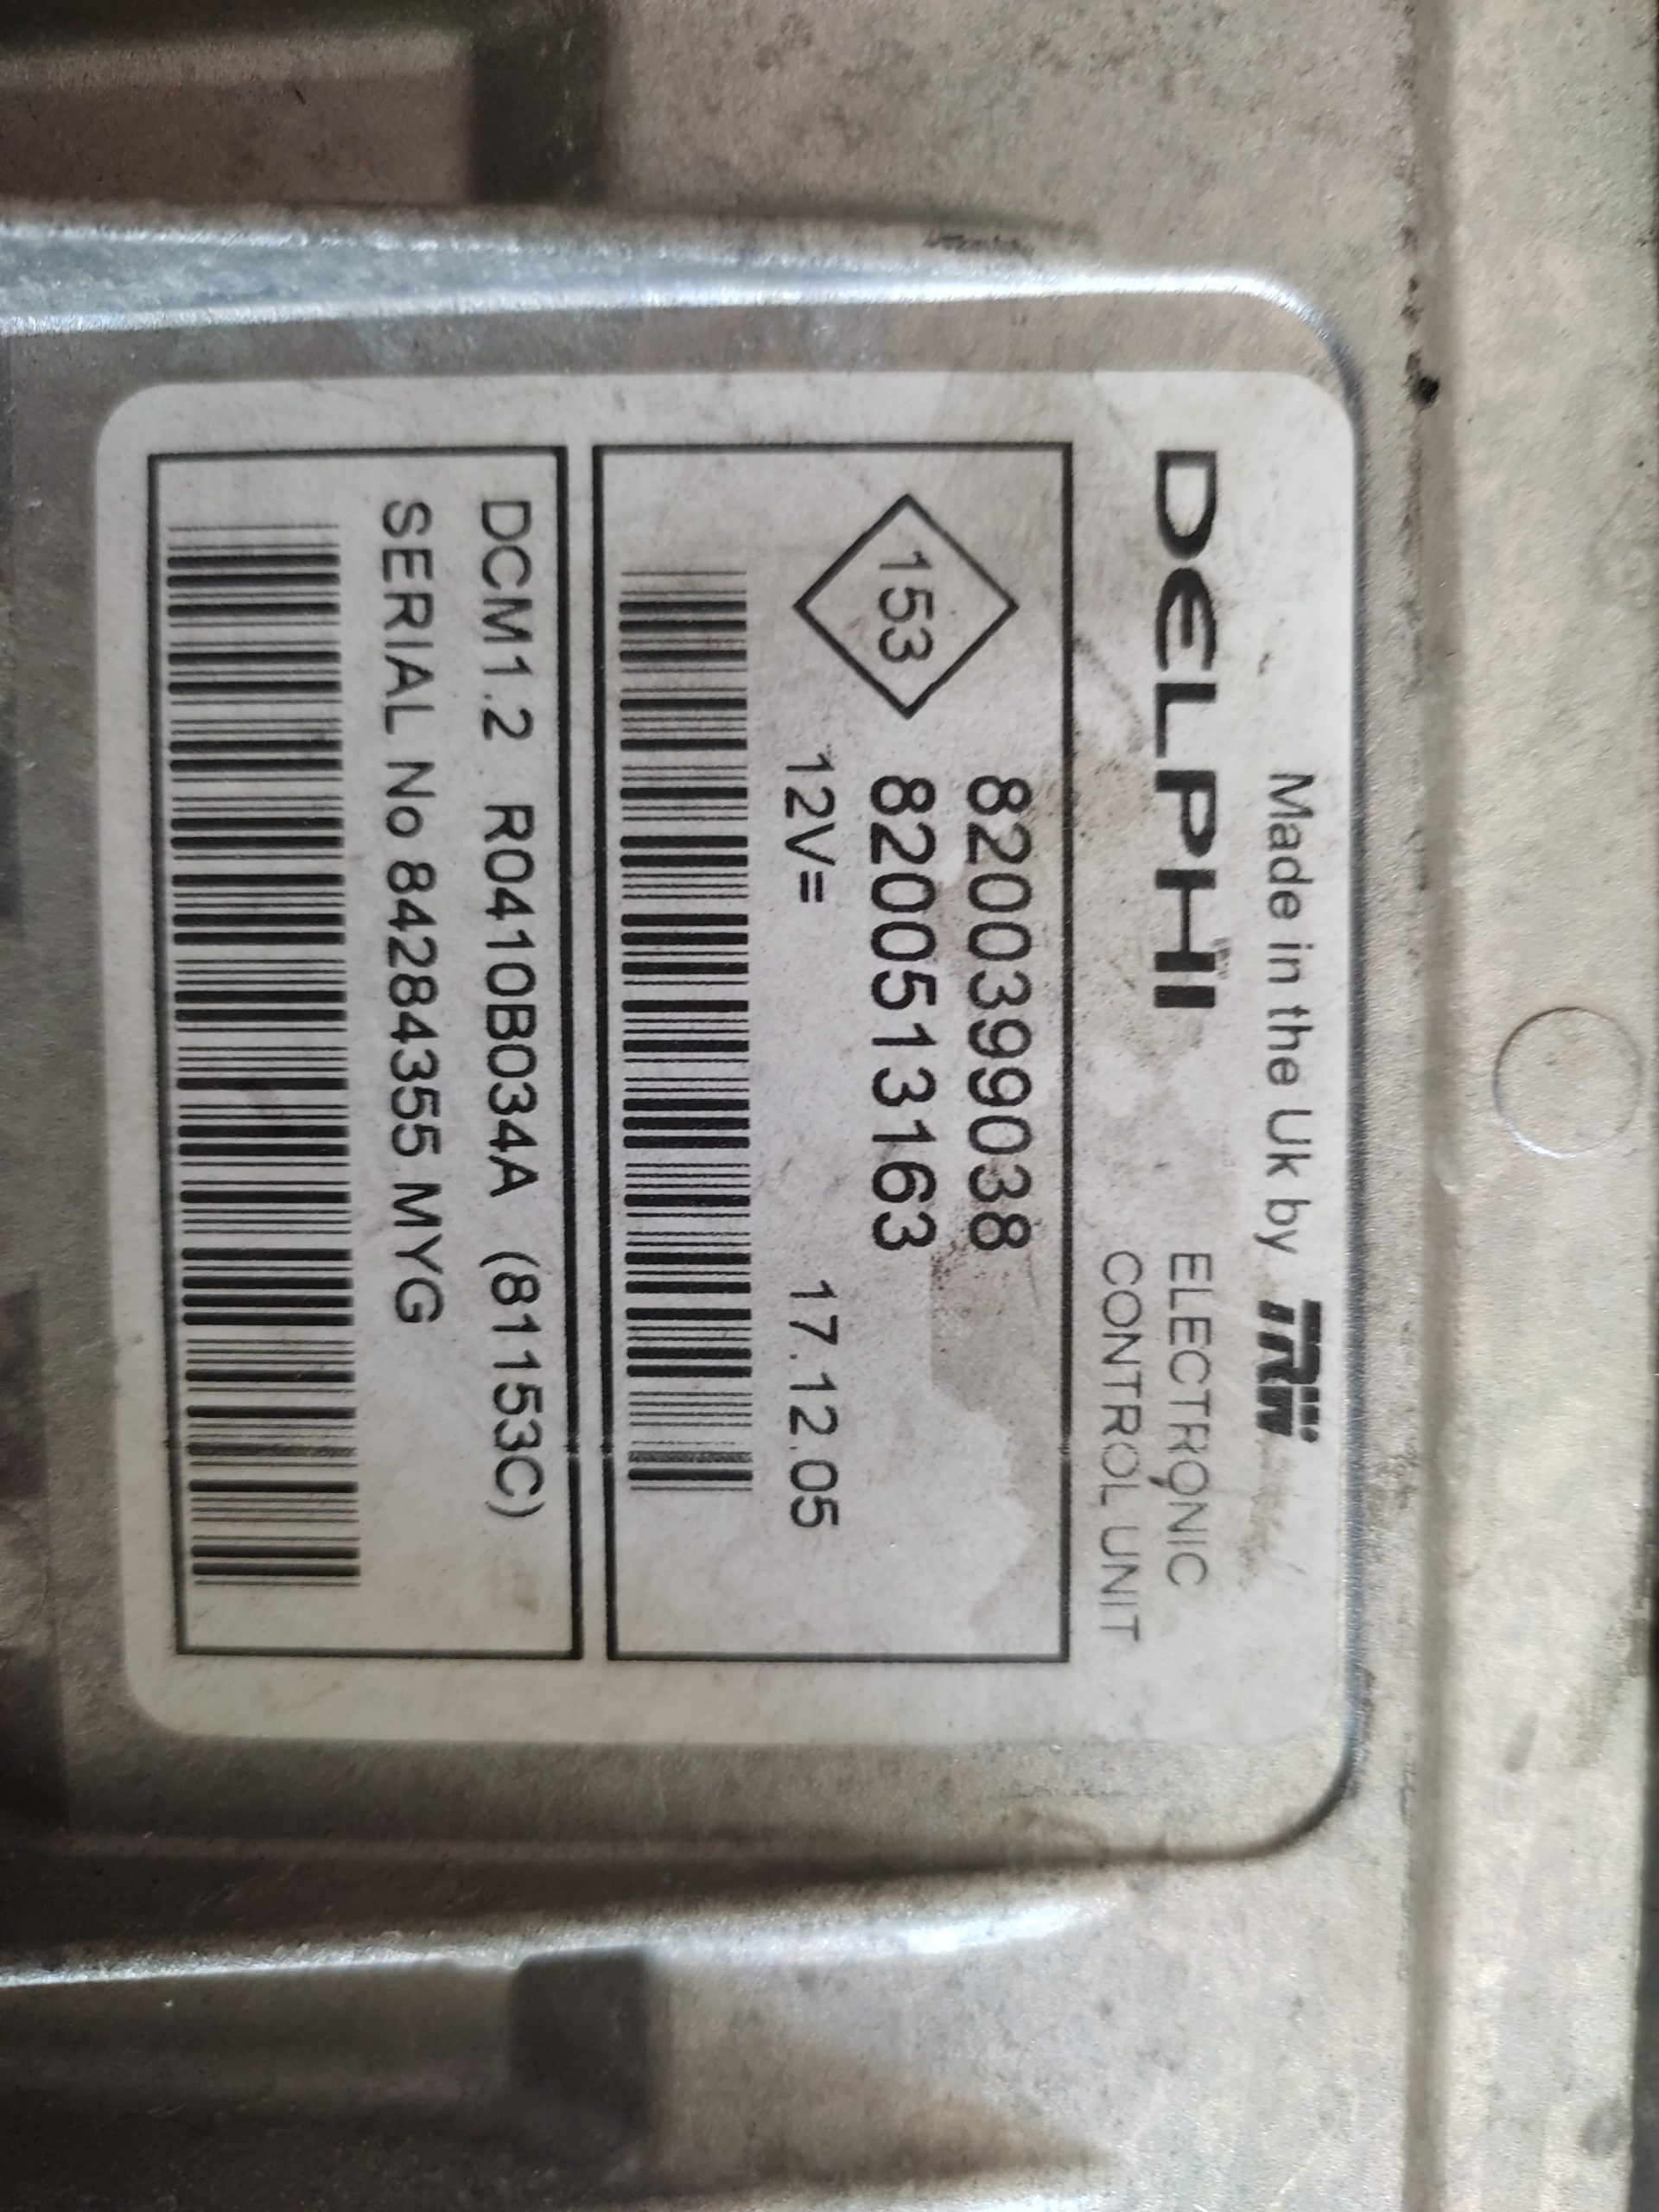 Made in the Uk by TRW
DELPHI
ELECTRONIC
CONTROL UNIT
8200399038
153
8200513163
12V=
17.12.05
DCM1.2 R0410B034A (81153C)
SERIAL No 84284355 MYG